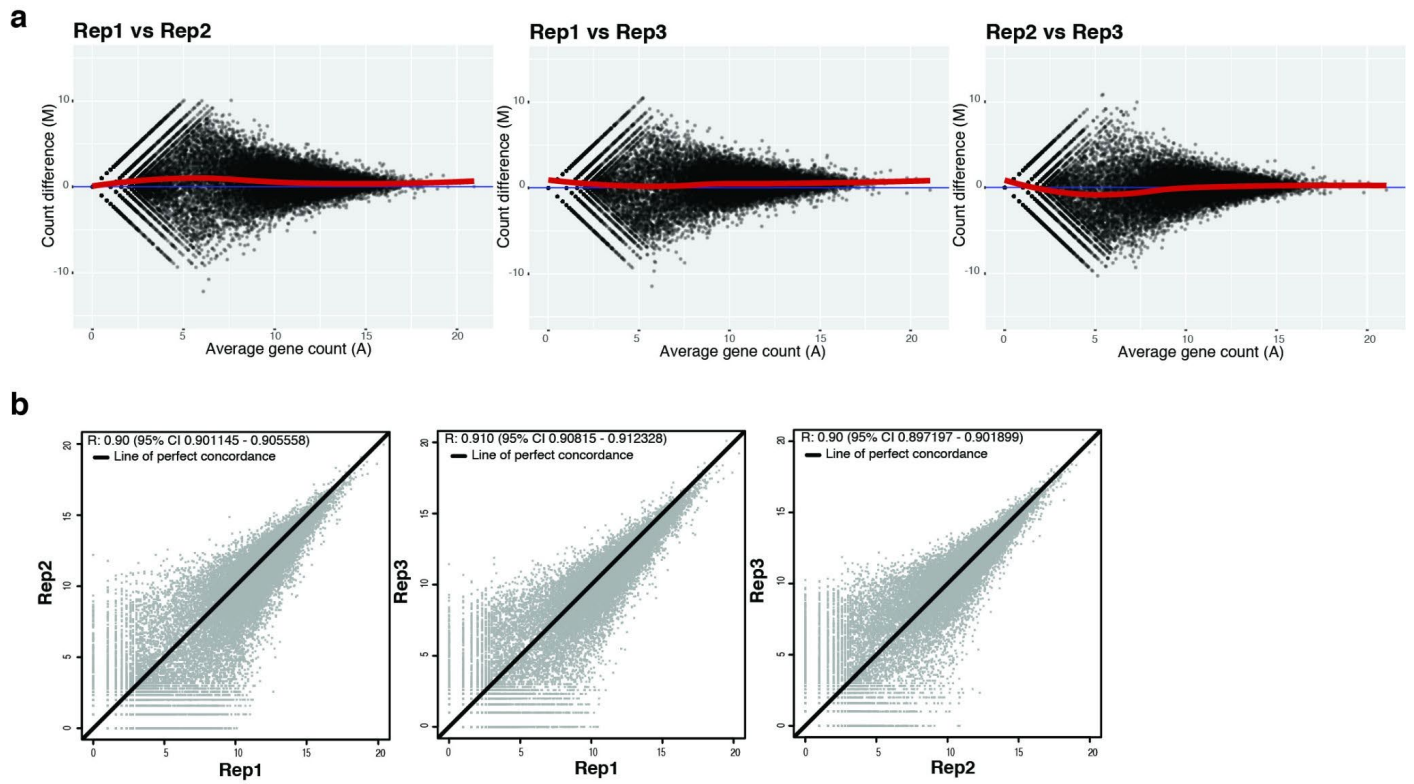 a
Rep1 vs Rep2
Rep1 vs Rep3
Rep2 vs Rep3
Count difference (M)
10
0
-10
0 5 10 15 20
Average gene count (A)
Count difference (M)
10
0
-10
0 5 10 15 20
Average gene count (A)
Count difference (M)
10
0
-10
0 5 10 15 20
Average gene count (A)
b
R: 0.90 (95% CI 0.901145 - 0.905558)
Line of perfect concordance
Rep2
20
15
10
5
0
0 5 10 15 20
Rep1
R: 0.910 (95% CI 0.90815 - 0.912328)
Line of perfect concordance
Rep3
20
15
10
5
0
0 5 10 15 20
Rep1
R: 0.90 (95% CI 0.897197 - 0.901899)
Line of perfect concordance
Rep3
20
15
10
5
0
0 5 10 15 20
Rep2